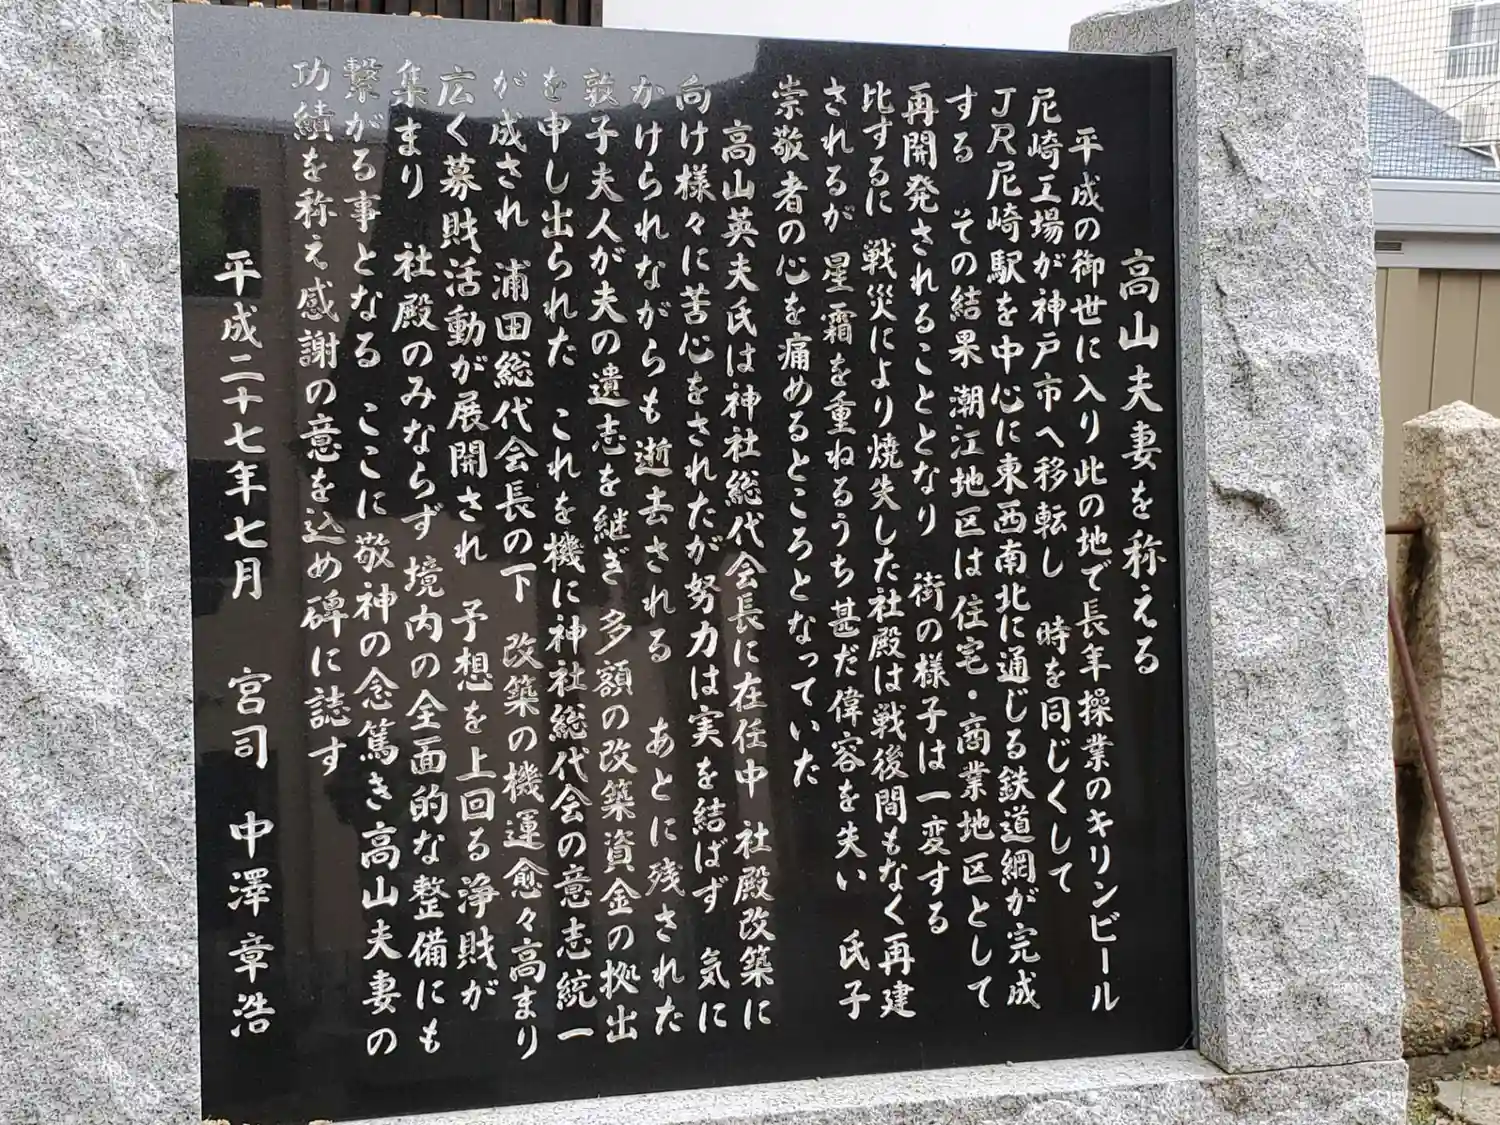 高山夫妻を称える
平成の御世に入り此の地で長年操業のキリンビール
尼崎工場が神戸市へ移転し 時を同じくして
JR尼崎駅を中心に東西南北に通じる鉄道網が完成
する その結果 潮江地区は住宅・商業地区として
再開発されることとなり 街の様子は一変する
比するに 戦災により焼失した社殿は戦後間もなく再建
されるが 星霜を重ねるうち甚だ偉容を失い 氏子
崇敬者の心を痛めるところとなっていた
高山英夫氏は神社総代会長に在任中 社殿改築に
向け様々に苦心をされたが努力は実を結ばず 気に
かけられながらも逝去される あとに残された
敦子夫人が夫の遺志を継ぎ 多額の改築資金の拠出
を申し出られた これを機に神社総代会の意志統一
が成され 浦田総代会長の下 改築の機運愈々高まり
広く募財活動が展開され 予想を上回る浄財が
集まり 社殿のみならず境内の全面的な整備にも
繋がる事となる ここに敬神の念篤き高山夫妻の
功績を称え感謝の意を込め碑に誌す
平成二十七年七月 宮司 中澤章浩